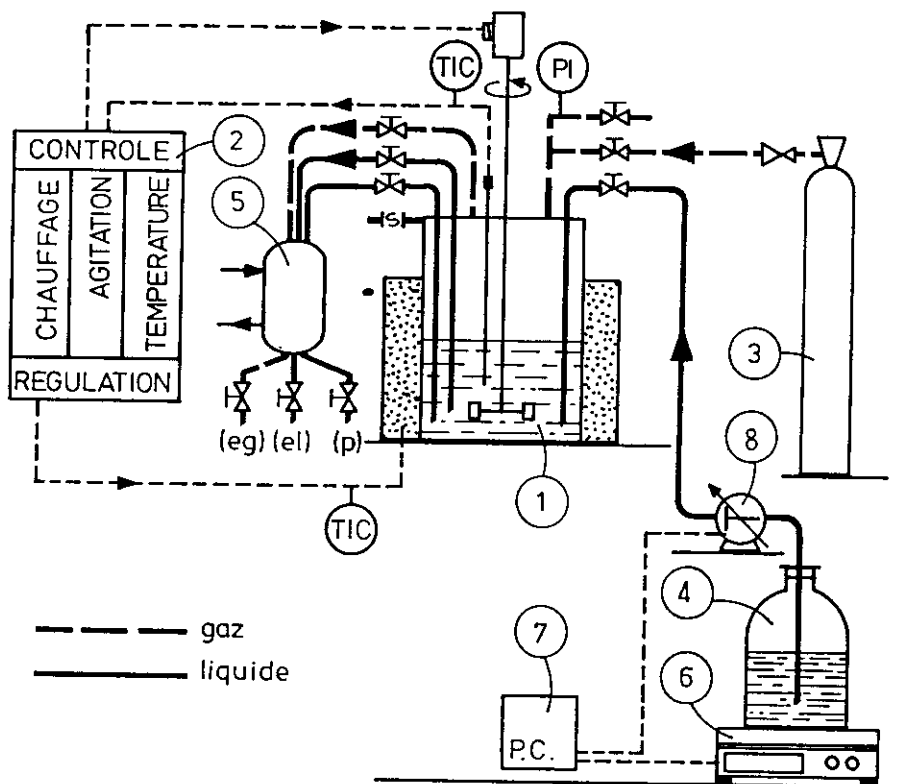 TIC
PI
CONTROLE
2
CHAUFFAGE
AGITATION
TEMPERATURE
REGULATION
5
S
3
(eg) (el) (p)
1
8
TIC
4
gaz
liquide
7
6
P.C.